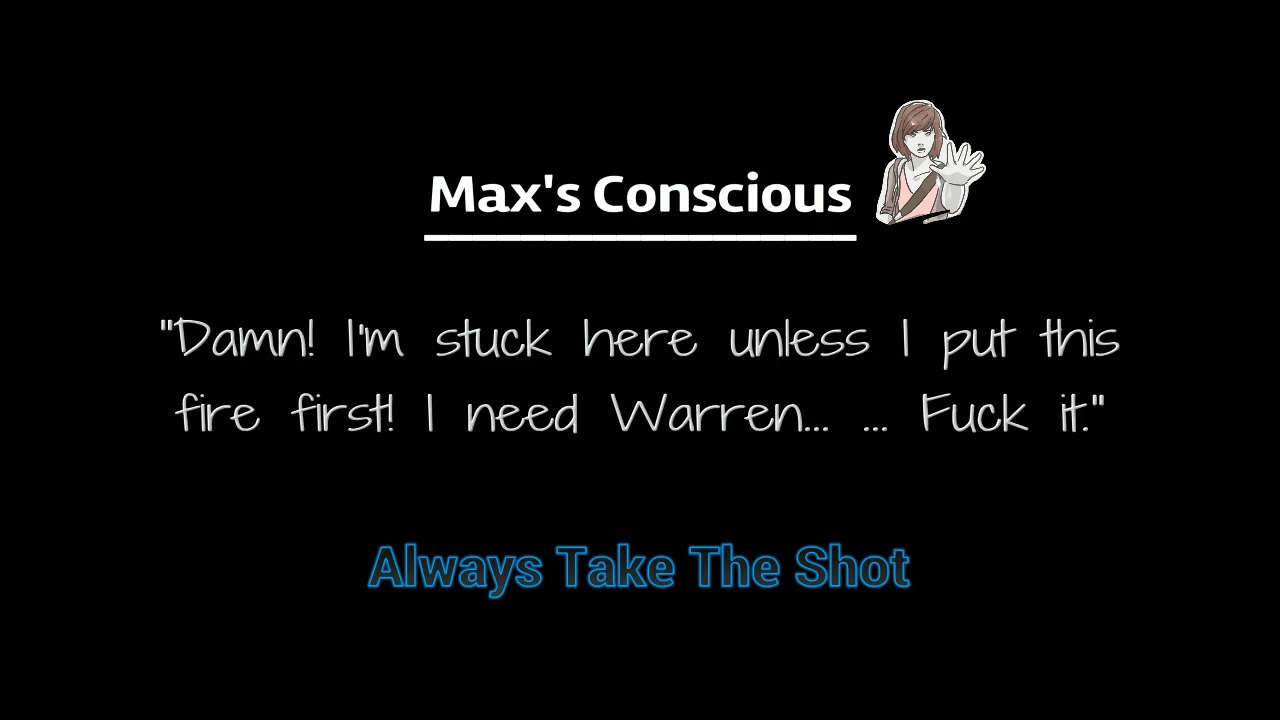 Max's Conscious
"Damn! I'm stuck here unless I put this
fire first! I need Warren... ... Fuck it."
Always Take The Shot